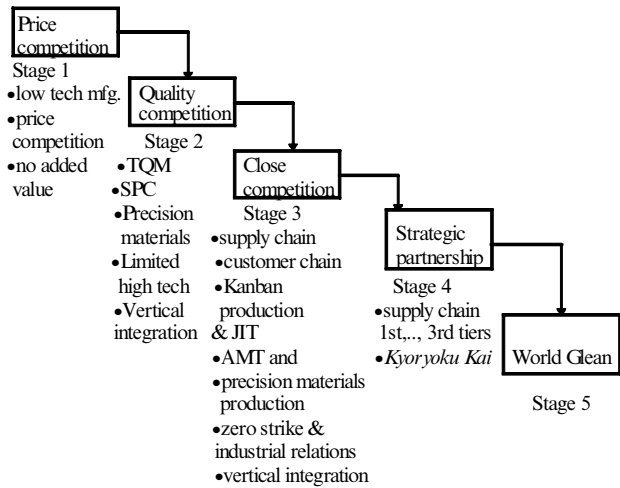 Price
competition
Stage 1
•low tech mfg.
•price
competition
•no added
value
Quality
competition
Stage 2
•TQM
•SPC
•Precision
materials
•Limited
high tech
•Vertical
integration
Close
competition
Stage 3
•supply chain
•customer chain
•Kanban
production
& JIT
•AMT and
•precision materials
production
•zero strike &
industrial relations
•vertical integration
Strategic
partnership
Stage 4
•supply chain
1st,.., 3rd tiers
•Kyoryoku Kai
World Glean
Stage 5